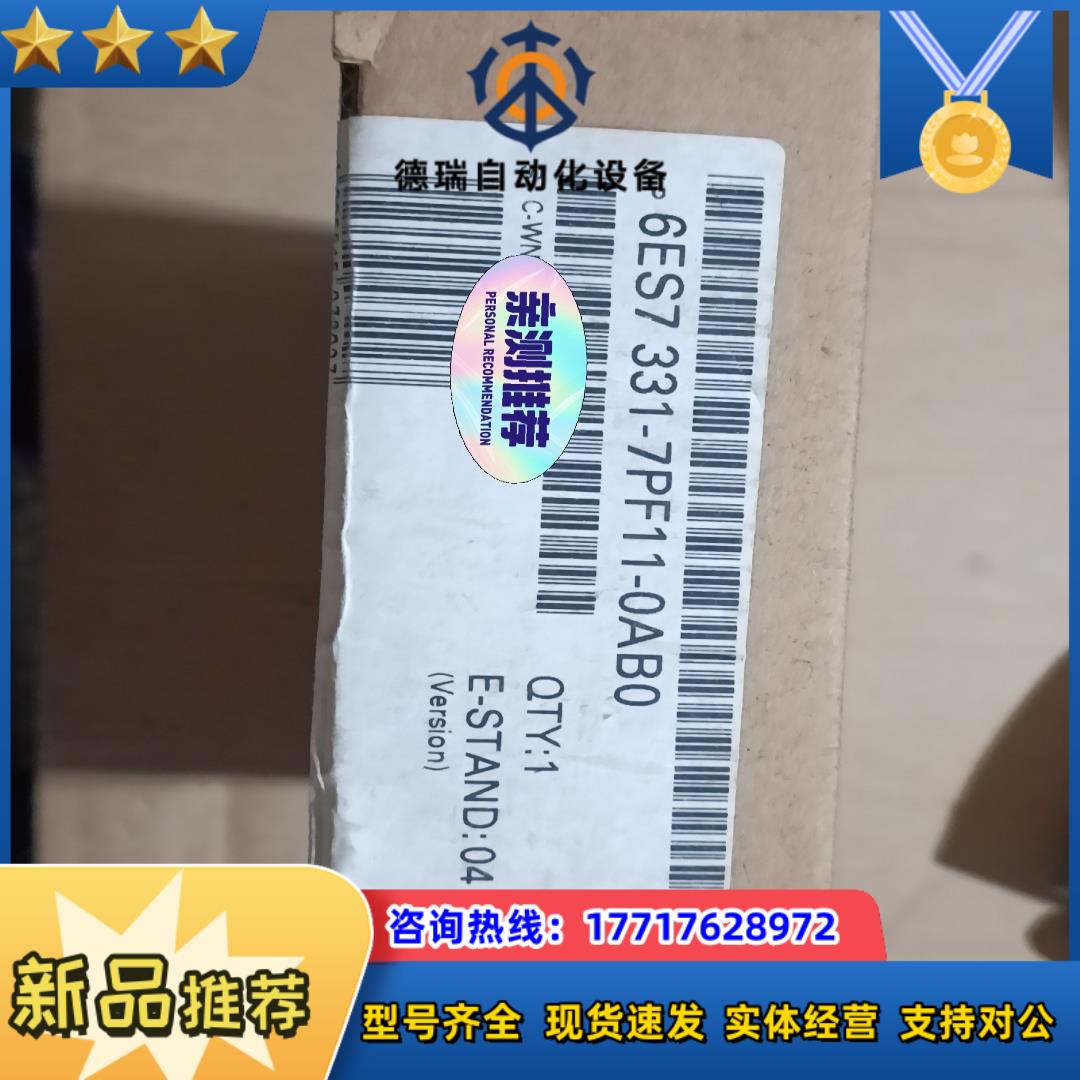 德瑞自动化设备
P
6ES7 331-7PF11-0AB0
C-WN
亲测推荐
PERSONAL RECOMMENDATION
QTY:1
E-STAND:04
(Version)
咨询热线：17717628972
新品推荐
型号齐全 现货速发 实体经营 支持对公